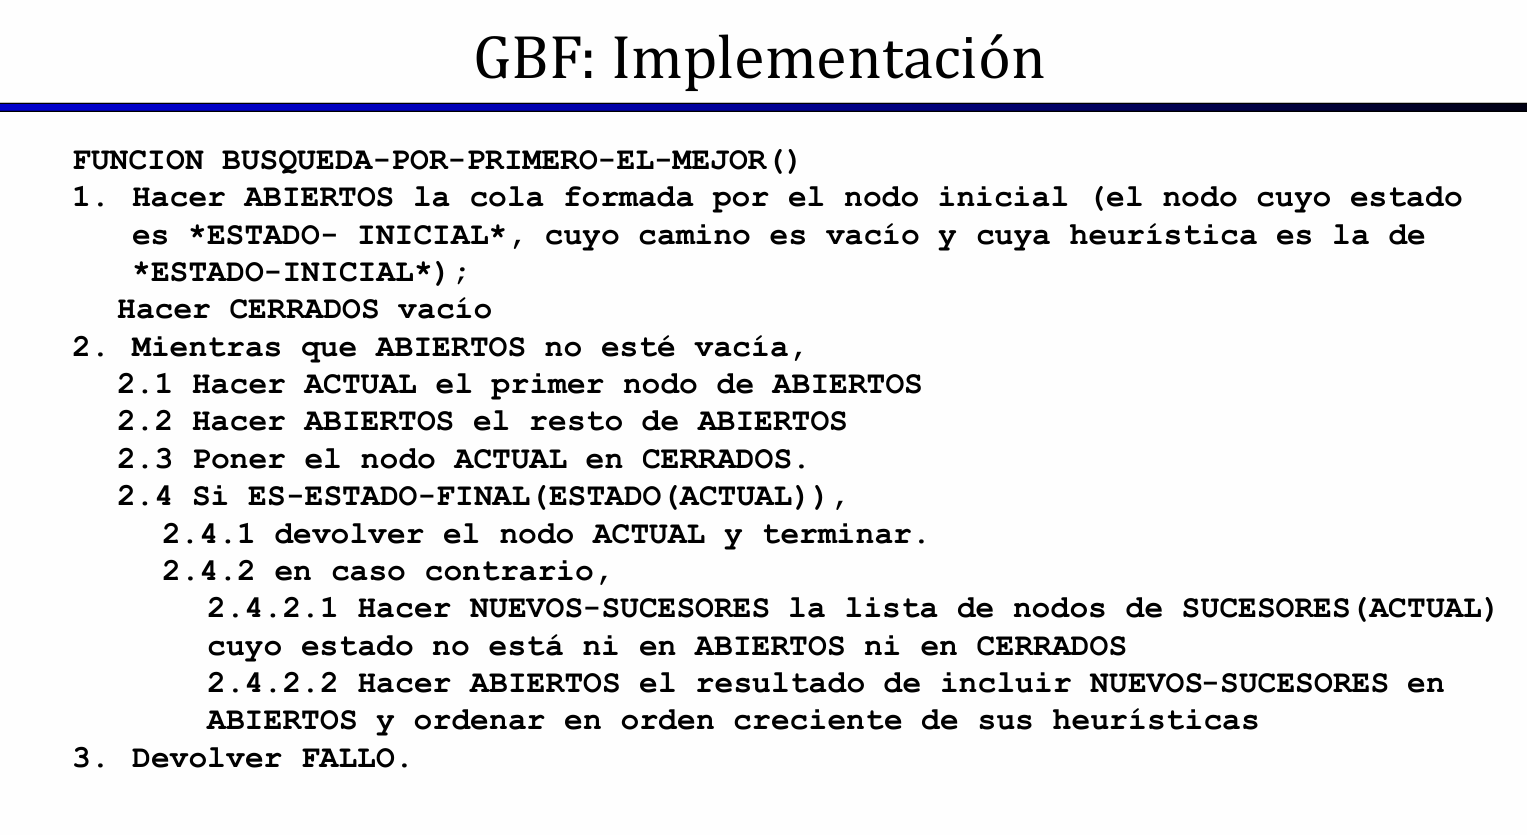 GBF: Implementación
FUNCION BUSQUEDA-POR-PRIMERO-EL-MEJOR()
1. Hacer ABIERTOS la cola formada por el nodo inicial (el nodo cuyo estado
es *ESTADO- INICIAL*, cuyo camino es vacío y cuya heurística es la de
*ESTADO-INICIAL*);
Hacer CERRADOS vacío
2. Mientras que ABIERTOS no esté vacía,
2.1 Hacer ACTUAL el primer nodo de ABIERTOS
2.2 Hacer ABIERTOS el resto de ABIERTOS
2.3 Poner el nodo ACTUAL en CERRADOS.
2.4 Si ES-ESTADO-FINAL(ESTADO(ACTUAL)),
2.4.1 devolver el nodo ACTUAL y terminar.
2.4.2 en caso contrario,
2.4.2.1 Hacer NUEVOS-SUCESORES la lista de nodos de SUCESORES(ACTUAL)
cuyo estado no está ni en ABIERTOS ni en CERRADOS
2.4.2.2 Hacer ABIERTOS el resultado de incluir NUEVOS-SUCESORES en
ABIERTOS y ordenar en orden creciente de sus heurísticas
3. Devolver FALLO.